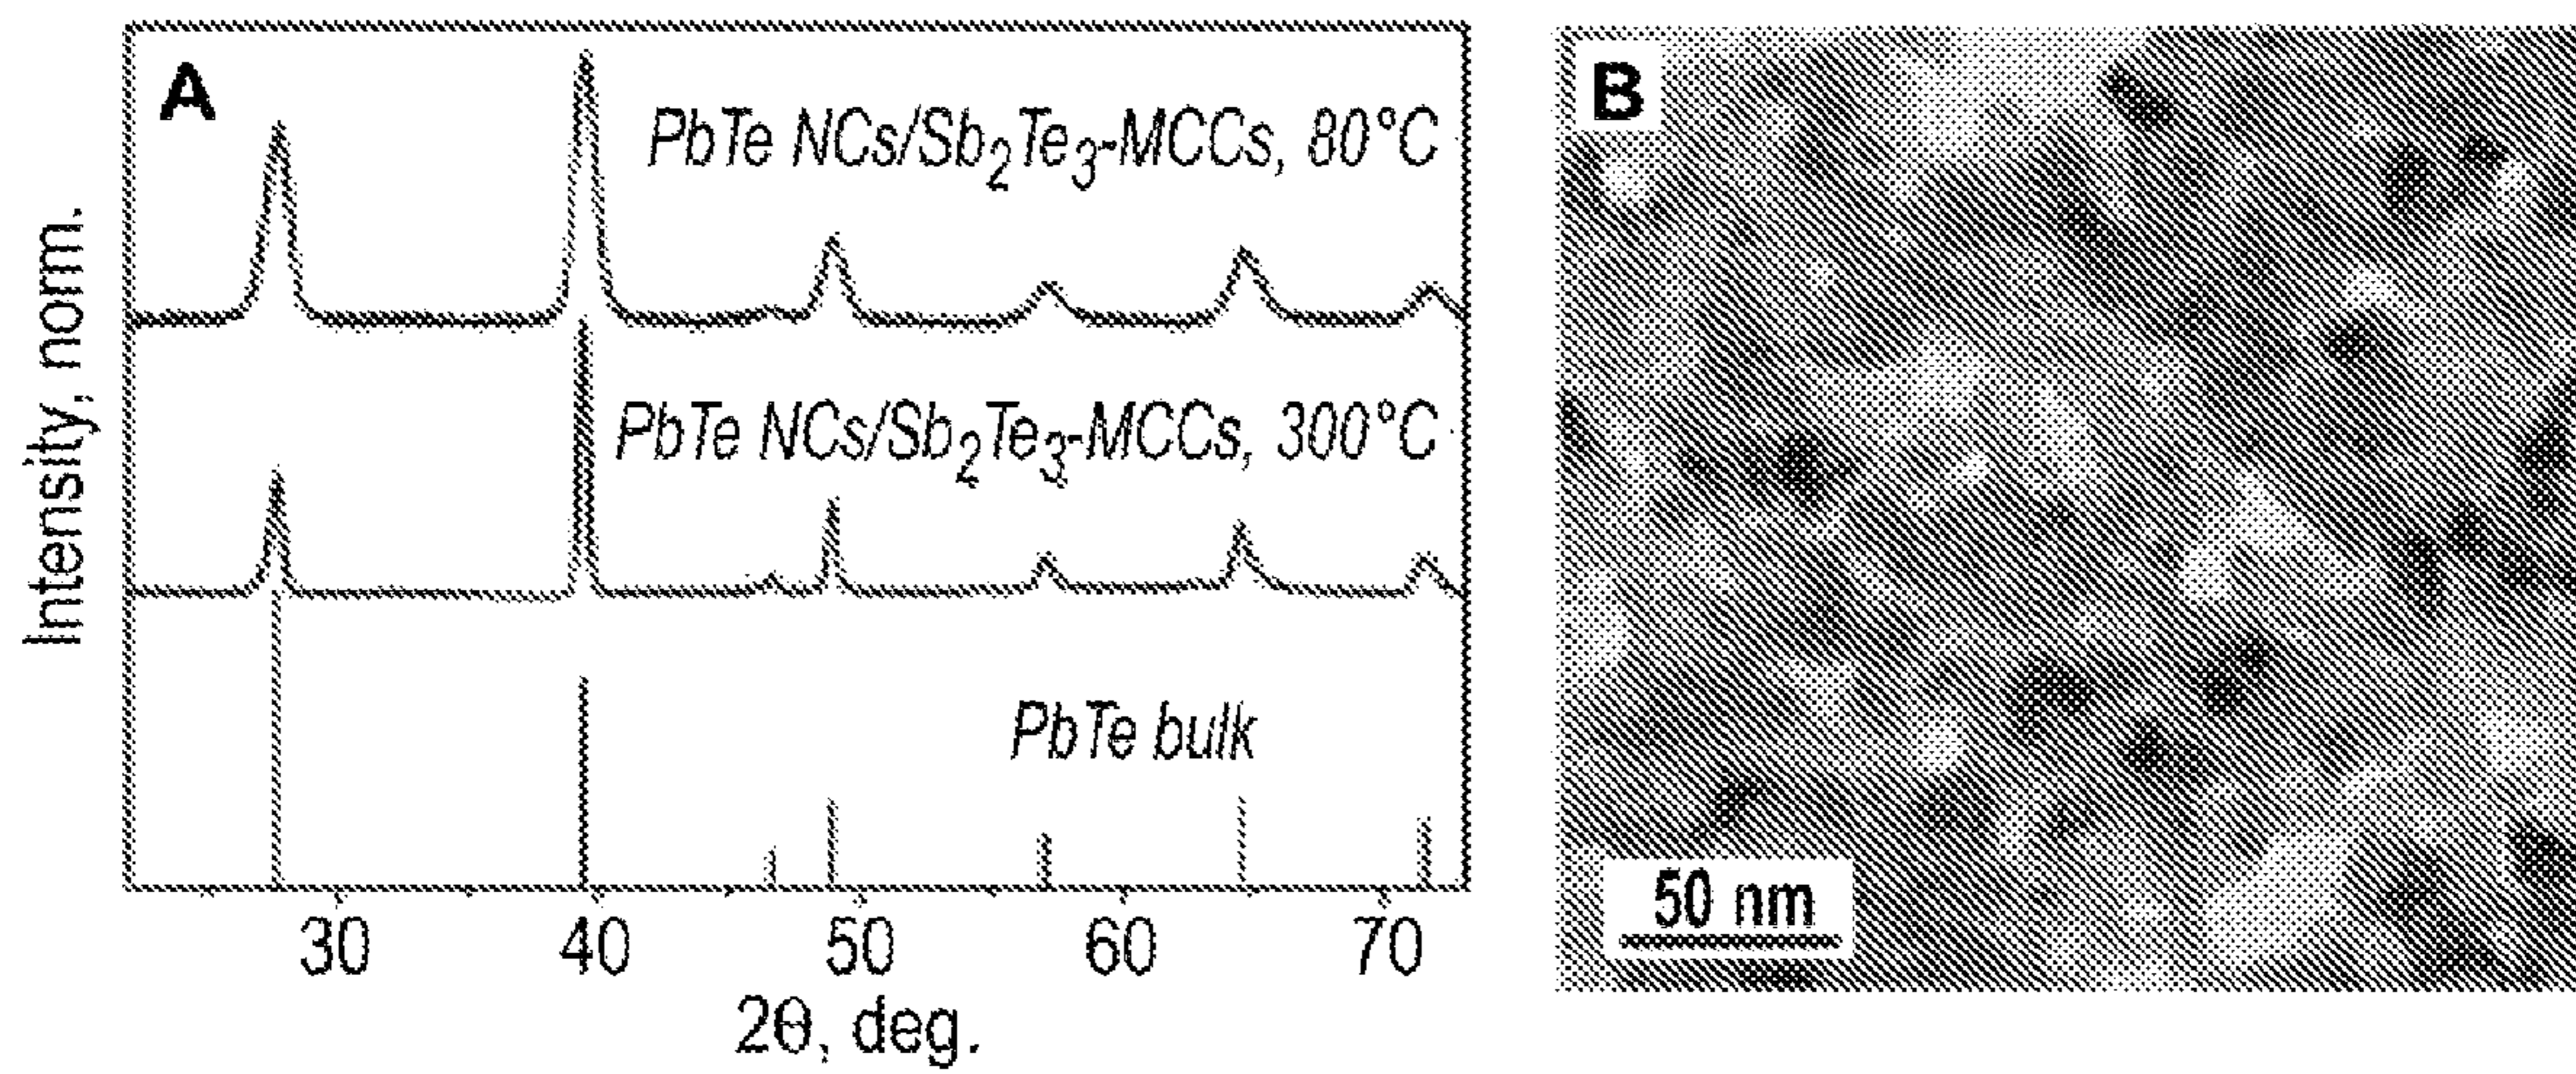 A
PbTe NCs/Sb2Te3-MCCs, 80°C
PbTe NCs/Sb2Te3-MCCs, 300°C
PbTe bulk
Intensity, norm.
30 40 50 60 70
2θ, deg.
B
50 nm